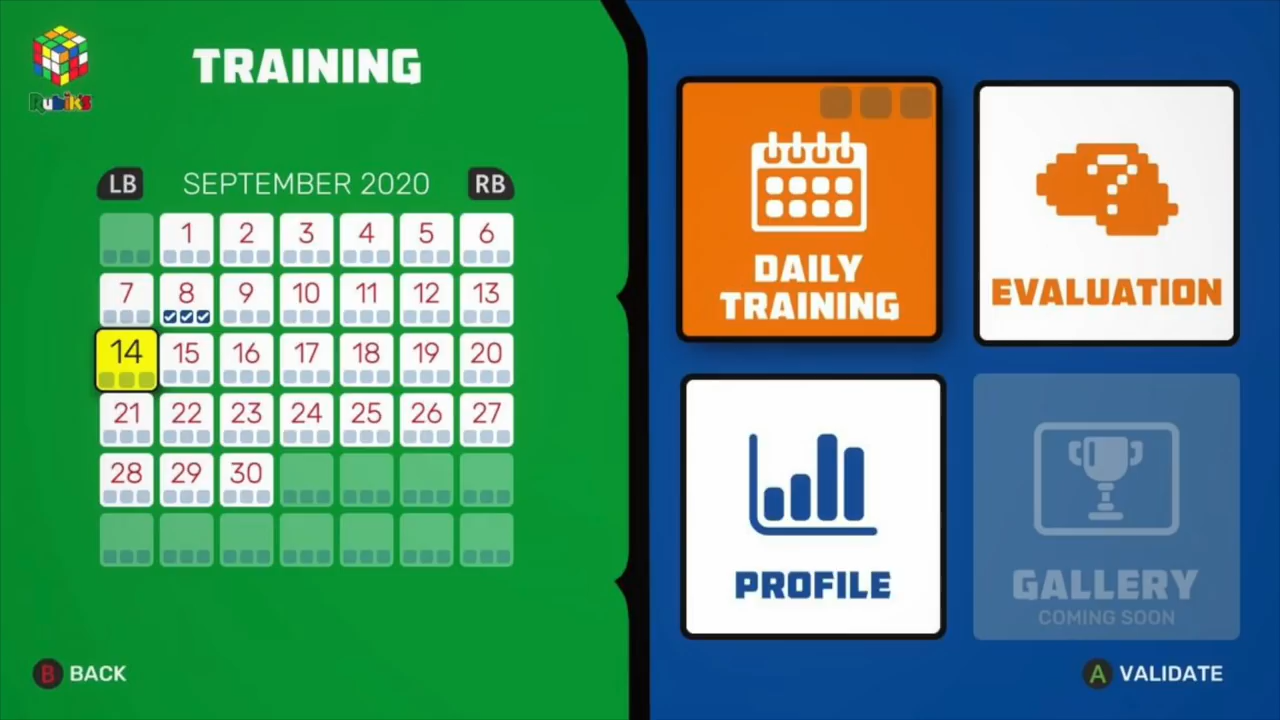 Rubik's
TRAINING
LB SEPTEMBER 2020 RB
1 2 3 4 5 6
7 8 9 10 11 12 13
14 15 16 17 18 19 20
21 22 23 24 25 26 27
28 29 30
B BACK
DAILY
TRAINING
?
EVALUATION
PROFILE
GALLERY
COMING SOON
A VALIDATE